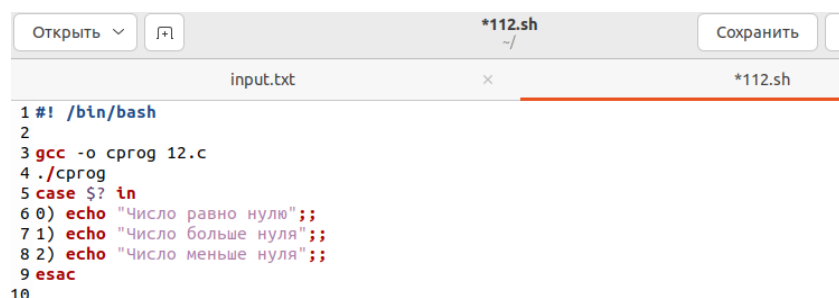 Открыть
*112.sh
~/
Сохранить
input.txt
*112.sh
1 #! /bin/bash
2
3 gcc -o cprog 12.c
4 ./cprog
5 case $? in
6 0) echo "Число равно нулю";;
7 1) echo "Число больше нуля";;
8 2) echo "Число меньше нуля";;
9 esac
10